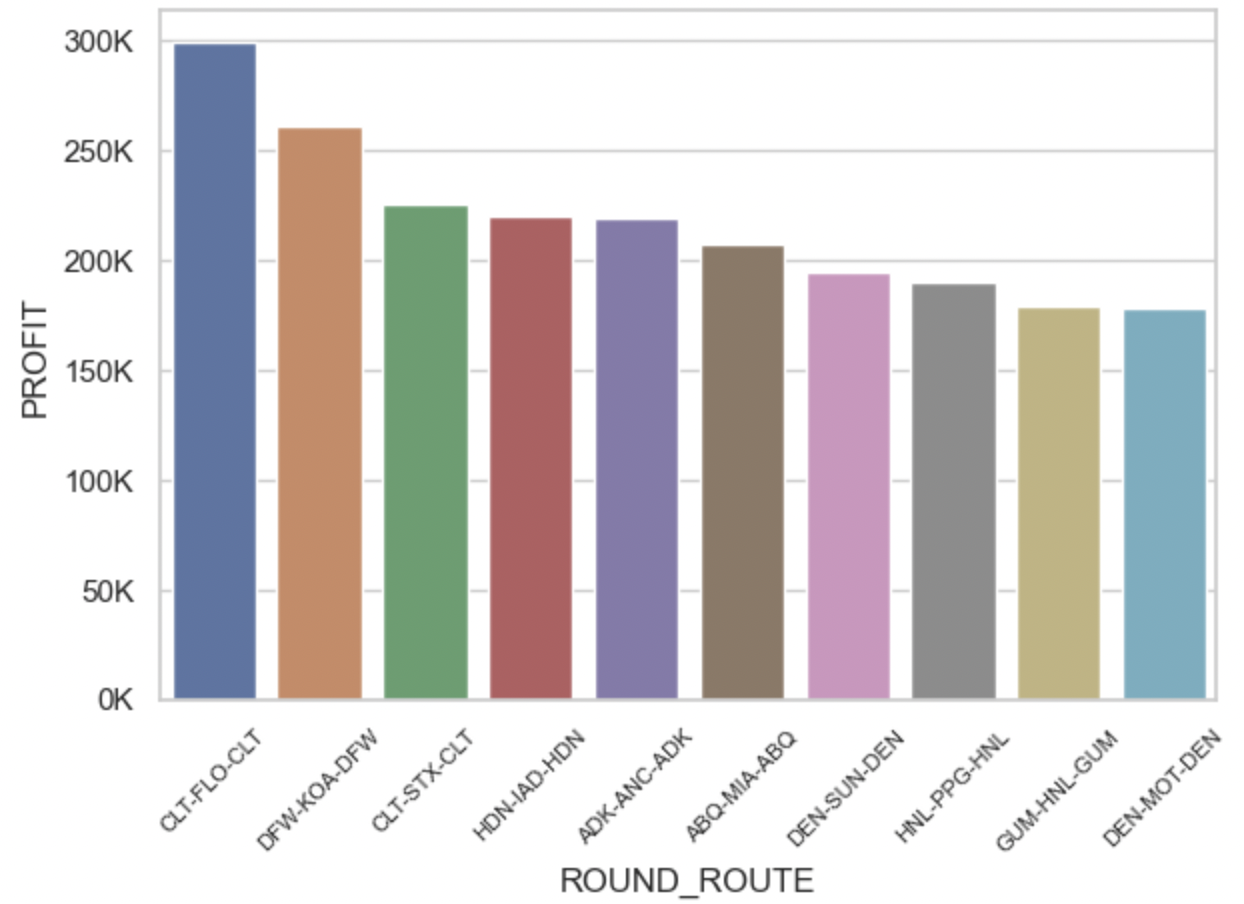 300K
250K
200K
150K
100K
50K
0K
PROFIT
CLT-FLO-CLT
DFW-KOA-DFW
CLT-STX-CLT
HDN-IAD-HDN
ADK-ANC-ADK
ABQ-MIA-ABQ
DEN-SUN-DEN
HNL-PPG-HNL
GUM-HNL-GUM
DEN-MOT-DEN
ROUND_ROUTE